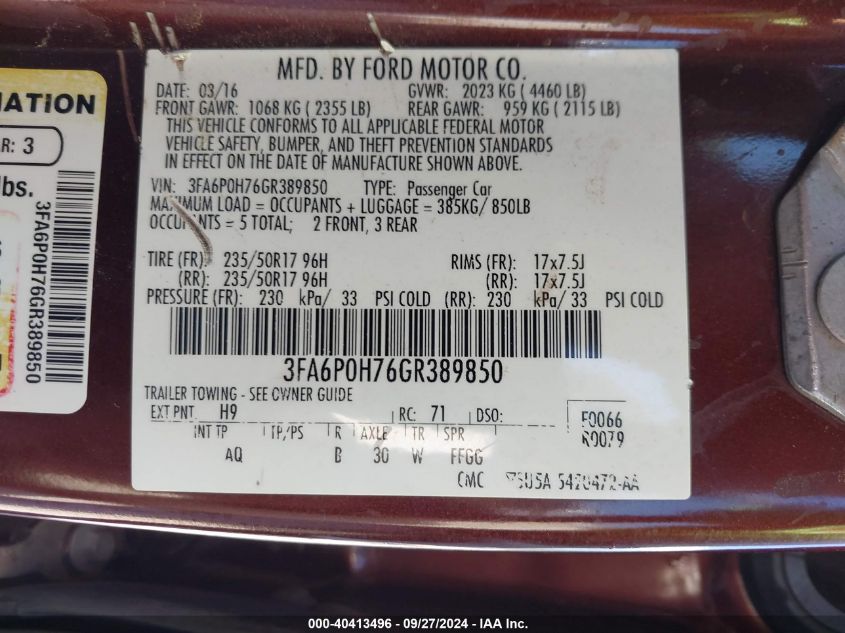 MATION
R: 3
lbs.
3FA6P0H76GR389850
MFD. BY FORD MOTOR CO.
DATE: 03/16 GVWR: 2023 KG ( 4460 LB)
FRONT GAWR: 1068 KG ( 2355 LB) REAR GAWR: 959 KG ( 2115 LB)
THIS VEHICLE CONFORMS TO ALL APPLICABLE FEDERAL MOTOR
VEHICLE SAFETY, BUMPER, AND THEFT PREVENTION STANDARDS
IN EFFECT ON THE DATE OF MANUFACTURE SHOWN ABOVE.
VIN: 3FA6P0H76GR389850 TYPE: Passenger Car
MAXIMUM LOAD = OCCUPANTS + LUGGAGE = 385KG/ 850LB
OCCUPANTS = 5 TOTAL; 2 FRONT, 3 REAR
TIRE (FR): 235/50R17 96H RIMS (FR): 17x7.5J
(RR): 235/50R17 96H (RR): 17x7.5J
PRESSURE (FR): 230 kPa/ 33 PSI COLD (RR): 230 kPa/ 33 PSI COLD
3FA6P0H76GR389850
TRAILER TOWING - SEE OWNER GUIDE
EXT PNT: H9 RC: 71 DSO: F0066
R0079
INT TP TP/PS R AXLE TR SPR
AQ B 30 W FFGG
CMC 5420472-AA
000-40413496 - 09/27/2024 - IAA Inc.